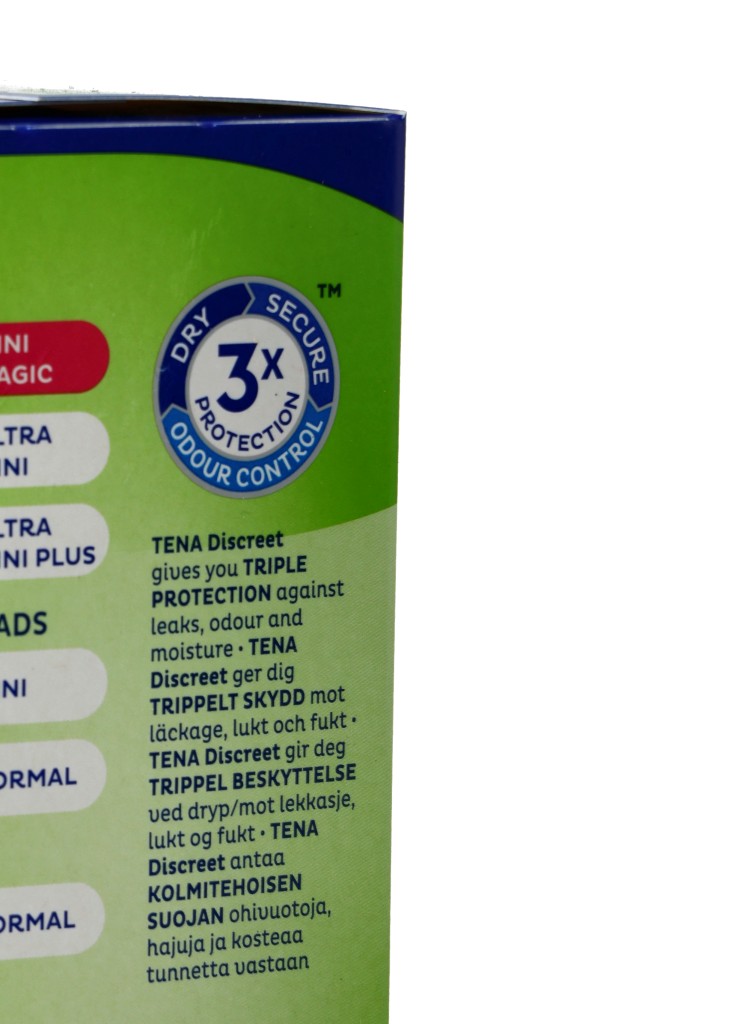 TM
DRY
SECURE
3x
PROTECTION
ODOUR CONTROL
TENA Discreet
gives you TRIPLE
PROTECTION against
leaks, odour and
moisture • TENA
Discreet ger dig
TRIPPELT SKYDD mot
läckage, lukt och fukt •
TENA Discreet gir deg
TRIPPEL BESKYTTELSE
ved dryp/mot lekkasje,
lukt og fukt • TENA
Discreet antaa
KOLMITEHOISEN
SUOJAN ohivuotoja,
hajuja ja kosteaa
tunnetta vastaan
PLUS